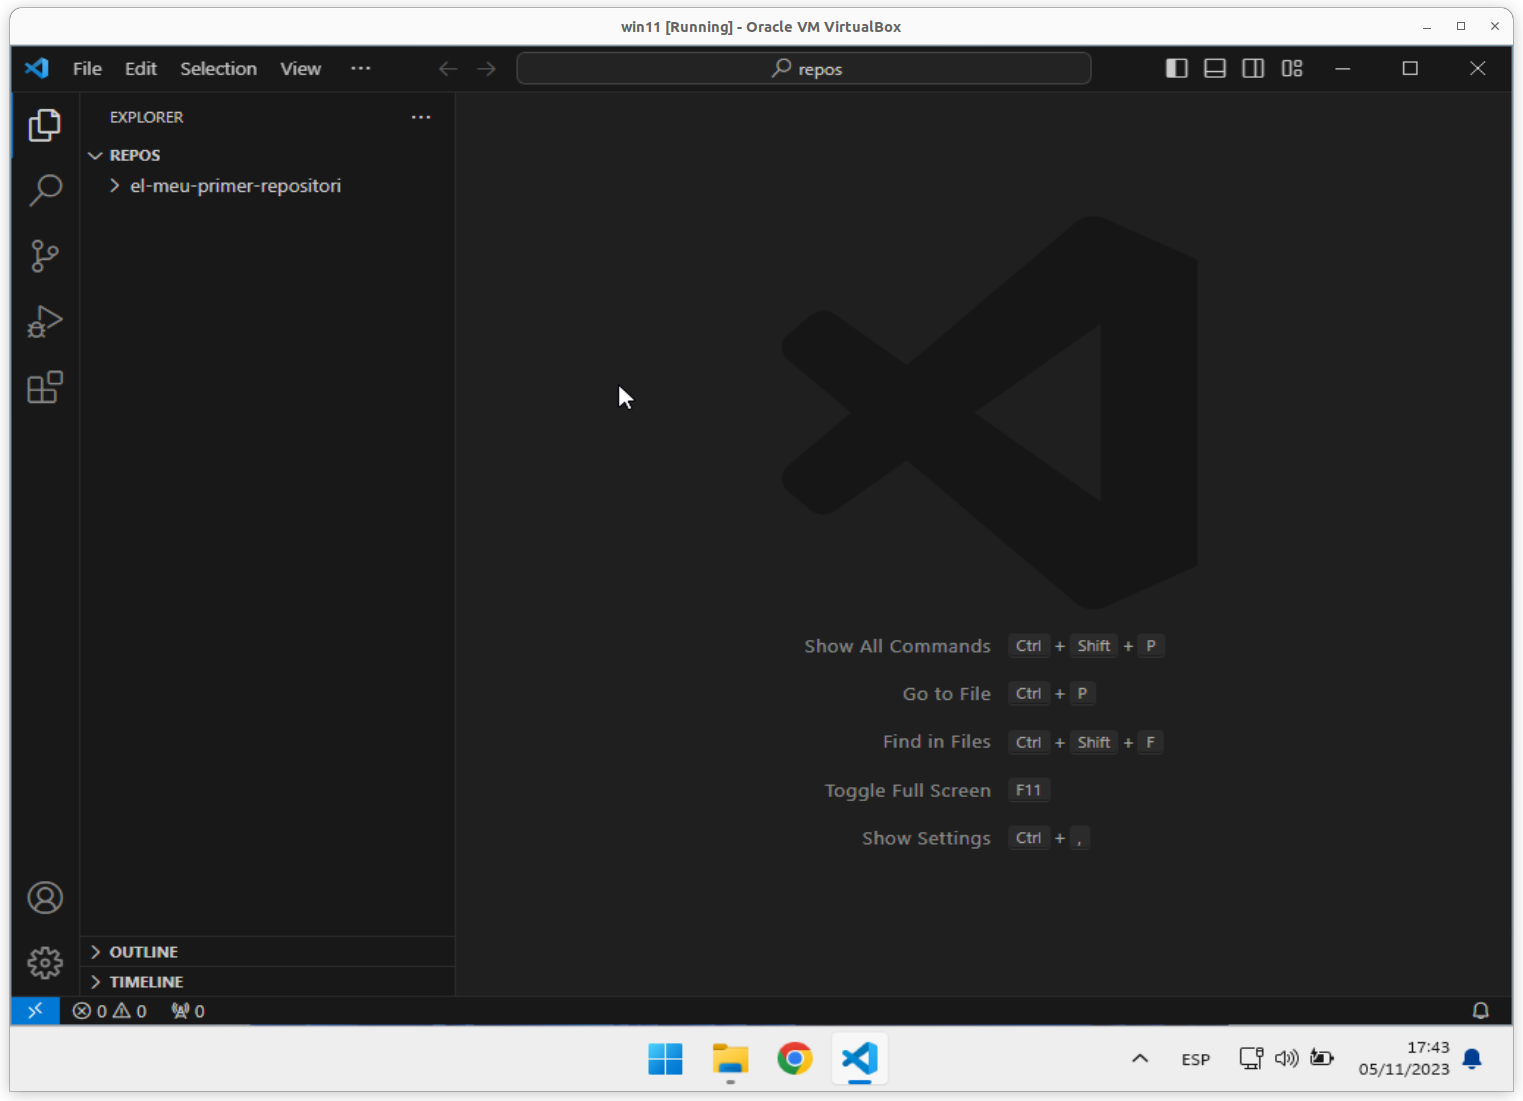 win11 [Running] - Oracle VM VirtualBox
File Edit Selection View ··· repos
EXPLORER ···
REPOS
el-meu-primer-repositori
Show All Commands Ctrl + Shift + P
Go to File Ctrl + P
Find in Files Ctrl + Shift + F
Toggle Full Screen F11
Show Settings Ctrl + ,
OUTLINE
TIMELINE
0 0 0
ESP
17:43
05/11/2023